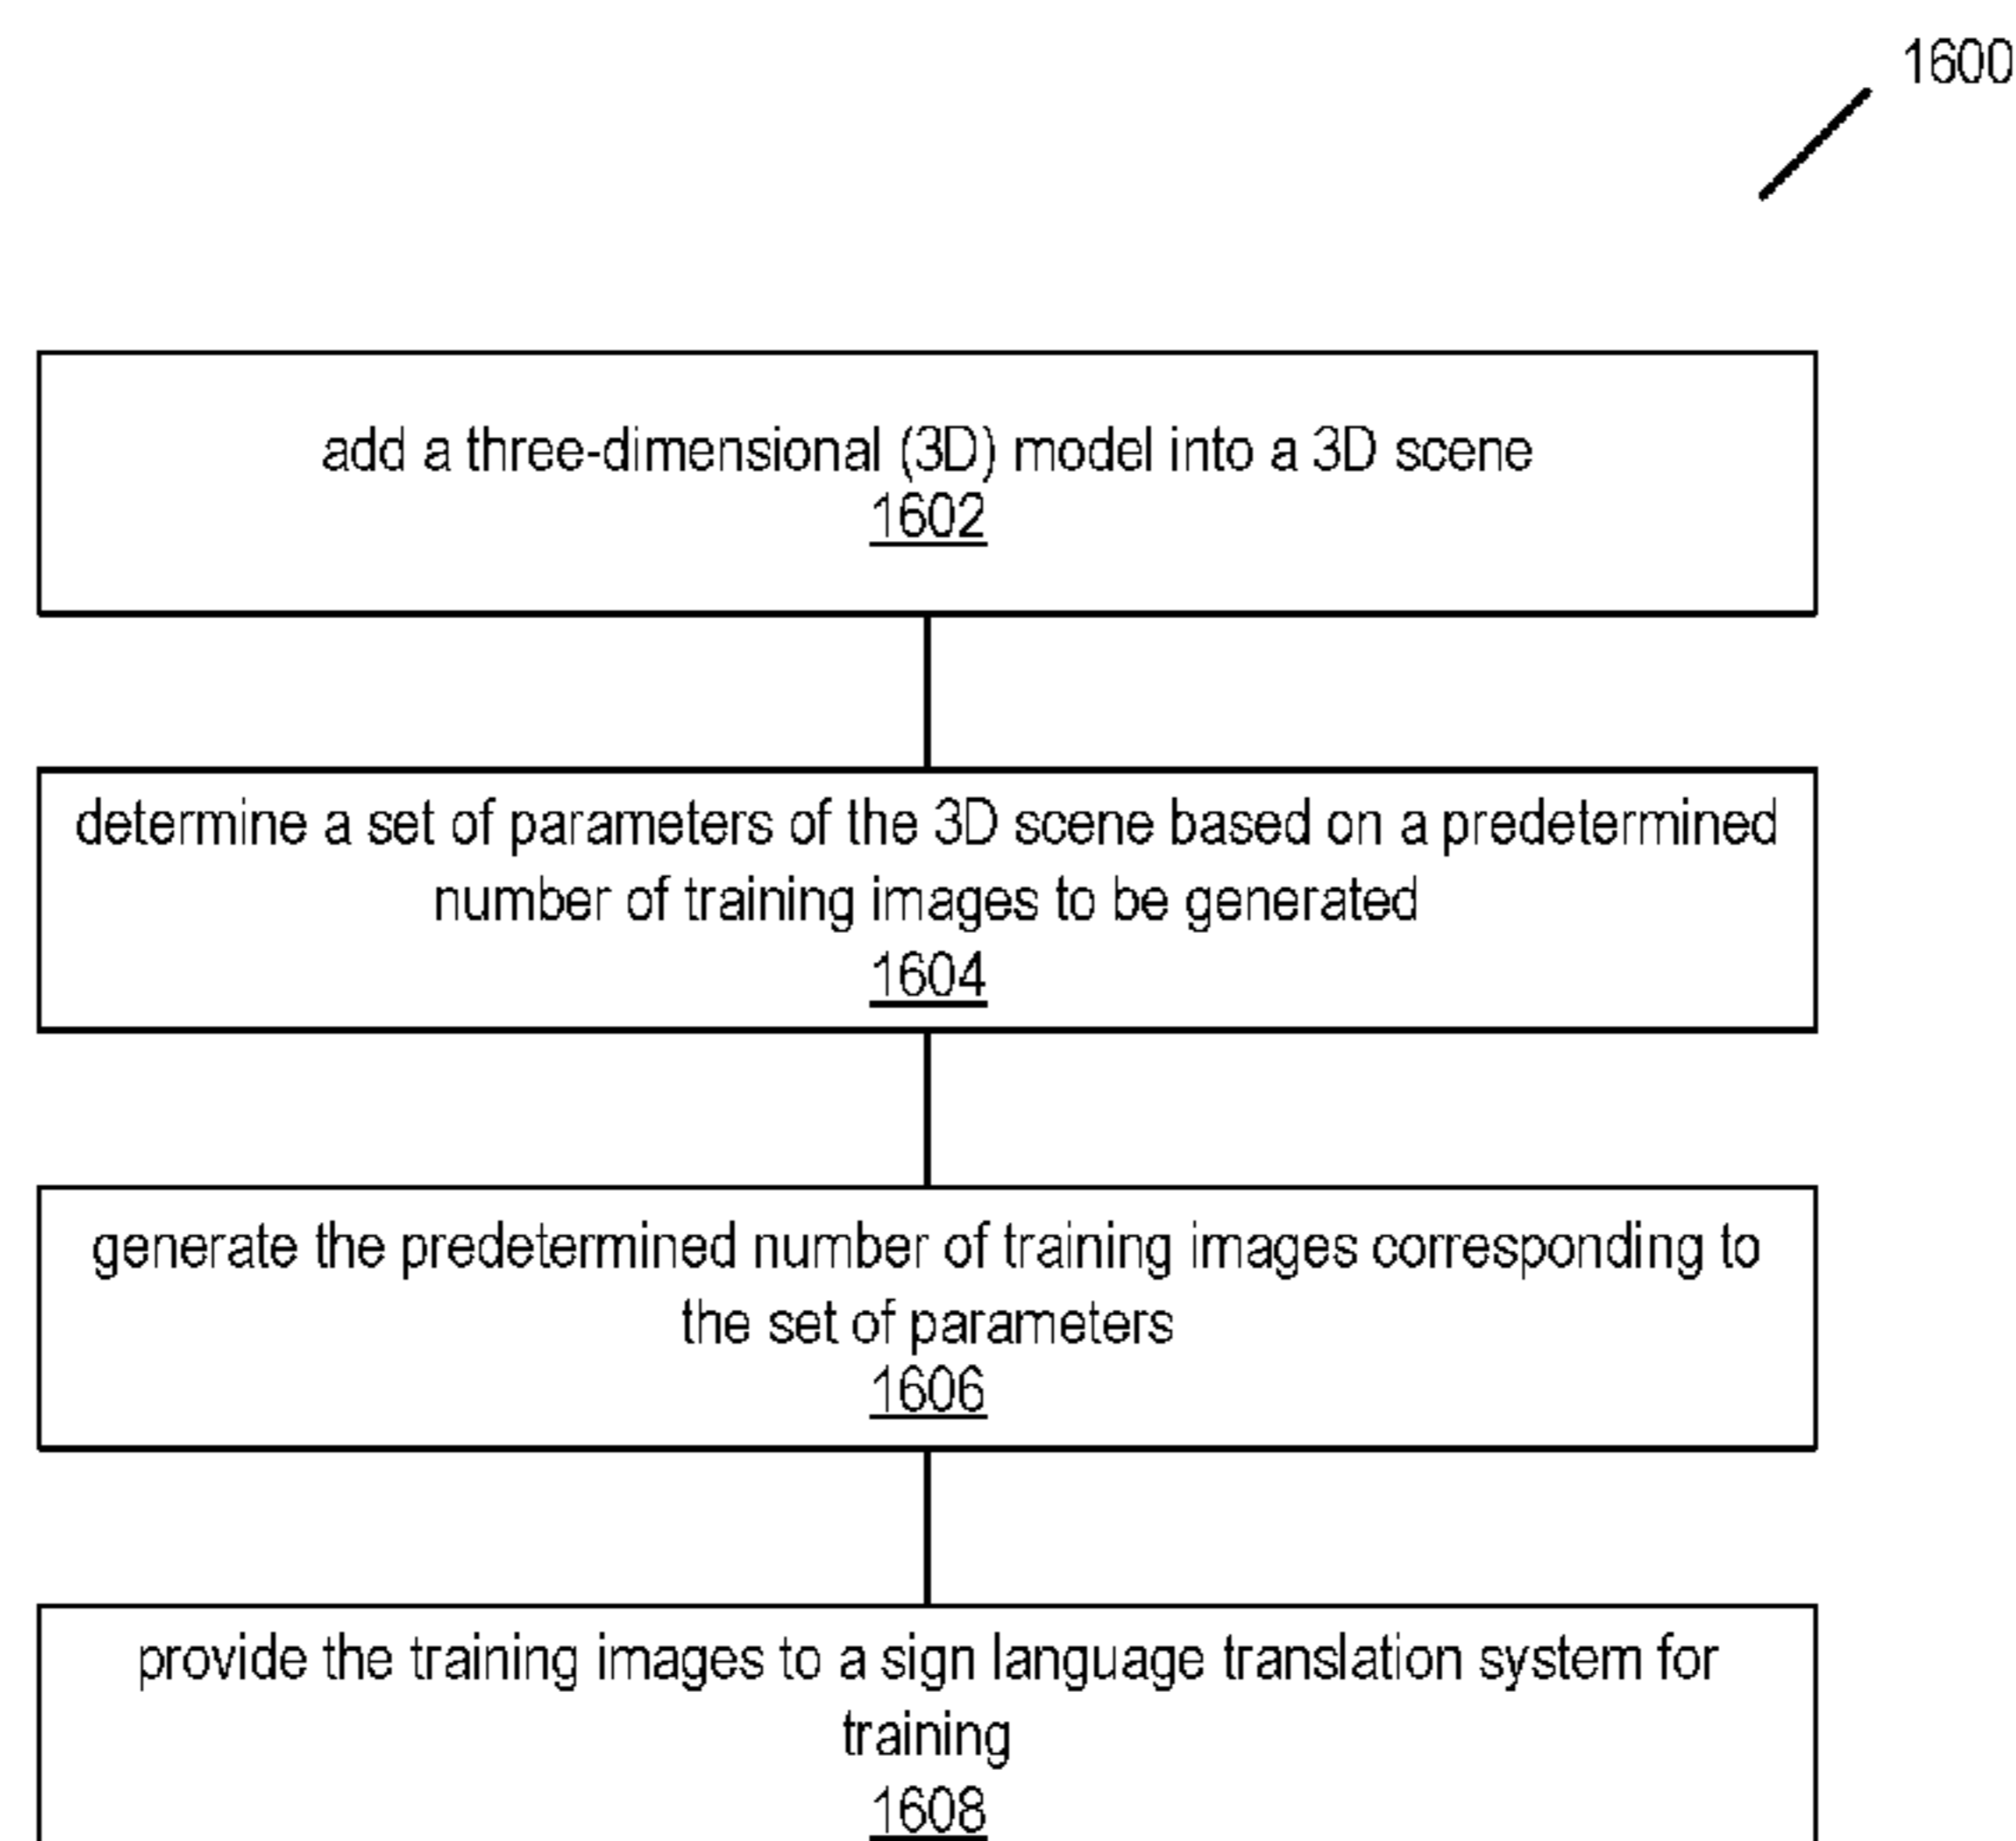 1600
add a three-dimensional (3D) model into a 3D scene
1602
determine a set of parameters of the 3D scene based on a predetermined
number of training images to be generated
1604
generate the predetermined number of training images corresponding to
the set of parameters
1606
provide the training images to a sign language translation system for
training
1608